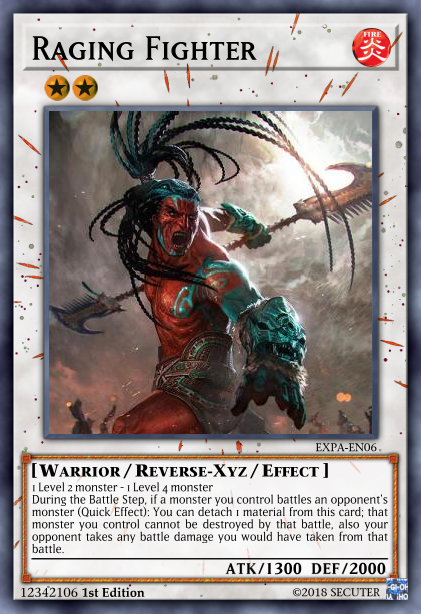 Raging Fighter
FIRE
炎
EXPA-EN06
[Warrior/Reverse-Xyz/Effect]
1 Level 2 monster - 1 Level 4 monster
During the Battle Step, if a monster you control battles an opponent's
monster (Quick Effect): You can detach 1 material from this card; that
monster you control cannot be destroyed by that battle, also your
opponent takes any battle damage you would have taken from that
battle.
ATK/1300 DEF/2000
12342106 1st Edition
©2018 SECUTER